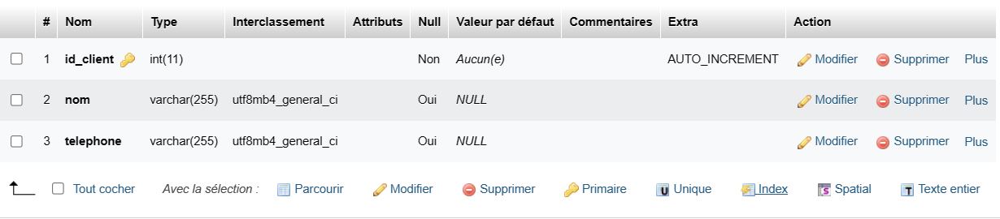 # Nom Type Interclassement Attributs Null Valeur par défaut Commentaires Extra Action
1 id_client int(11) Non Aucun(e) AUTO_INCREMENT Modifier Supprimer Plus
2 nom varchar(255) utf8mb4_general_ci Oui NULL Modifier Supprimer Plus
3 telephone varchar(255) utf8mb4_general_ci Oui NULL Modifier Supprimer Plus
Tout cocher Avec la sélection : Parcourir Modifier Supprimer Primaire U Unique Index S Spatial T Texte entier